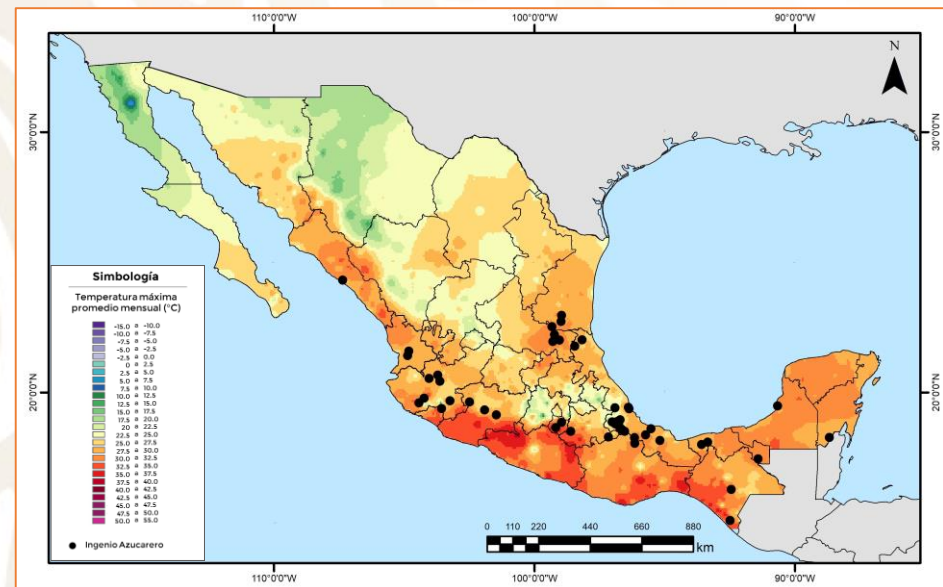 110°0'0"W 100°0'0"W 90°0'0"W
N
30°0'0"N 30°0'0"N
20°0'0"N 20°0'0"N
Simbología
Temperatura máxima
promedio mensual (°C)
-15.0 a -10.0
-10.0 a -7.5
-7.5 a -5.0
-5.0 a -2.5
-2.5 a 0.0
0 a 2.5
2.5 a 5.0
5.0 a 7.5
7.5 a 10.0
10.0 a 12.5
12.5 a 15.0
15.0 a 17.5
17.5 a 20.0
20 a 22.5
22.5 a 25.0
25.0 a 27.5
27.5 a 30.0
30.0 a 32.5
32.5 a 35.0
35.0 a 37.5
37.5 a 40.0
40.0 a 42.5
42.5 a 45.0
45.0 a 47.5
47.5 a 50.0
50.0 a 55.0
Ingenio Azucarero
0 110 220 440 660 880
km
110°0'0"W 100°0'0"W 90°0'0"W